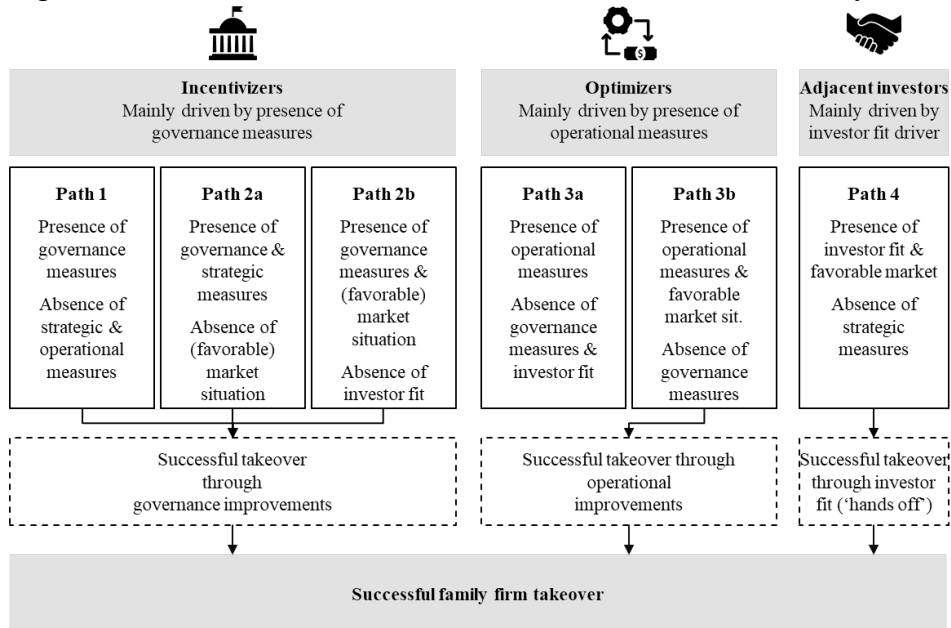 Incentivizers
Mainly driven by presence of
governance measures
Optimizers
Mainly driven by presence of
operational measures
Adjacent investors
Mainly driven by
investor fit driver
Path 1
Presence of
governance
measures
Absence of
strategic &
operational
measures
Path 2a
Presence of
governance &
strategic
measures
Absence of
(favorable)
market
situation
Path 2b
Presence of
governance
measures &
(favorable)
market
situation
Absence of
investor fit
Path 3a
Presence of
operational
measures
Absence of
governance
measures &
investor fit
Path 3b
Presence of
operational
measures &
favorable
market sit.
Absence of
governance
measures
Path 4
Presence of
investor fit &
favorable market
Absence of
strategic
measures
Successful takeover
through
governance improvements
Successful takeover through
operational
improvements
Successful takeover
through investor
fit (‘hands off’)
Successful family firm takeover